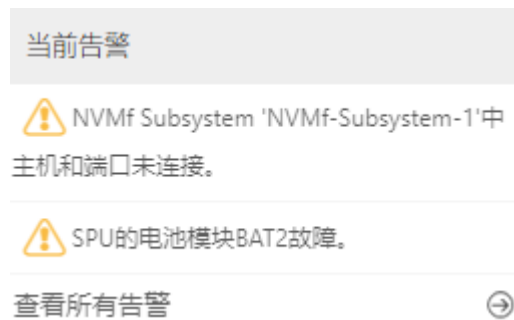 当前告警
NVMf Subsystem 'NVMf-Subsystem-1'中
主机和端口未连接。
SPU的电池模块BAT2故障。
查看所有告警